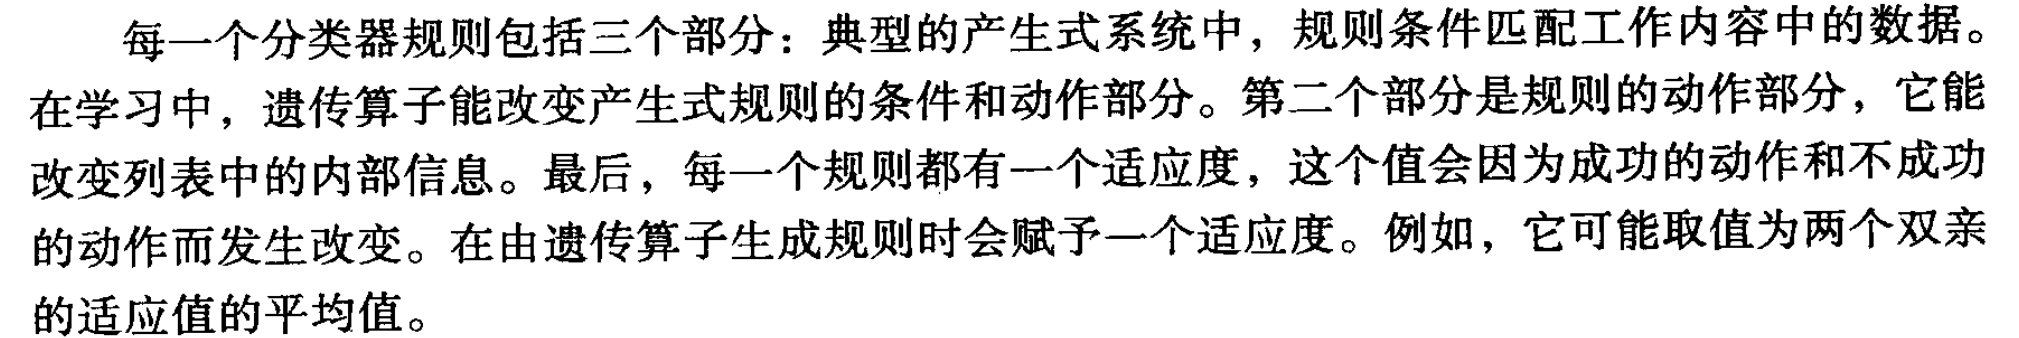 每一个分类器规则包括三个部分：典型的产生式系统中，规则条件匹配工作内容中的数据。
在学习中，遗传算子能改变产生式规则的条件和动作部分。第二个部分是规则的动作部分，它能
改变列表中的内部信息。最后，每一个规则都有一个适应度，这个值会因为成功的动作和不成功
的动作而发生改变。在由遗传算子生成规则时会赋予一个适应度。例如，它可能取值为两个双亲
的适应值的平均值。